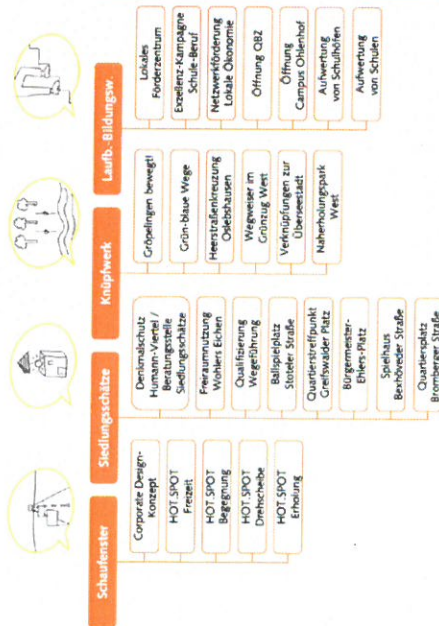 Schaufenster
Corporate Design-
Konzept
HOT.SPOT
Freizeit
HOT.SPOT
Begegnung
HOT.SPOT
Drehscheibe
HOT.SPOT
Erholung
Siedlungsschätze
Denkmalschutz
Humann-Viertel /
Beratungsstelle
Siedlungsschätze
Freiraumnutzung
Wohlers Eichen
Qualifizierung
Wegeführung
Ballspielplatz
Stoteler Straße
Quartierstreffpunkt
Greifswalder Platz
Bürgermeister-
Ehlers-Platz
Spielhaus
Bexhöveder Straße
Quartiersplatz
Bromberger Straße
Knüpfwerk
Gröpelingen bewegt!
Grün-blaue Wege
Heerstraßenkreuzung
Oslebshausen
Wegweiser im
Grünzug West
Verknüpfungen zur
Überseestadt
Naherholungspark
West
Laufb.-Bildungsw.
Lokales
Förderzentrum
Exzellenz-Kampagne
Schule-Beruf
Netzwerkförderung
Lokale Ökonomie
Öffnung QBZ
Öffnung
Campus Ohlenhof
Aufwertung
von Schulhöfen
Aufwertung
von Schulen